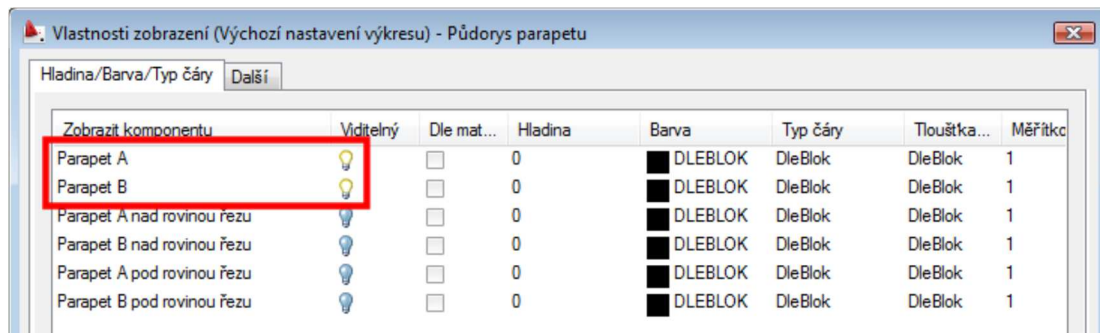 Vlastnosti zobrazení (Výchozí nastavení výkresu) - Půdorys parapetu
Hladina/Barva/Typ čáry Další
Zobrazit komponentu Viditelný Dle mat... Hladina Barva Typ čáry Tloušťka... Měřítko
Parapet A 0 DLEBLOK DleBlok DleBlok 1
Parapet B 0 DLEBLOK DleBlok DleBlok 1
Parapet A nad rovinou řezu 0 DLEBLOK DleBlok DleBlok 1
Parapet B nad rovinou řezu 0 DLEBLOK DleBlok DleBlok 1
Parapet A pod rovinou řezu 0 DLEBLOK DleBlok DleBlok 1
Parapet B pod rovinou řezu 0 DLEBLOK DleBlok DleBlok 1